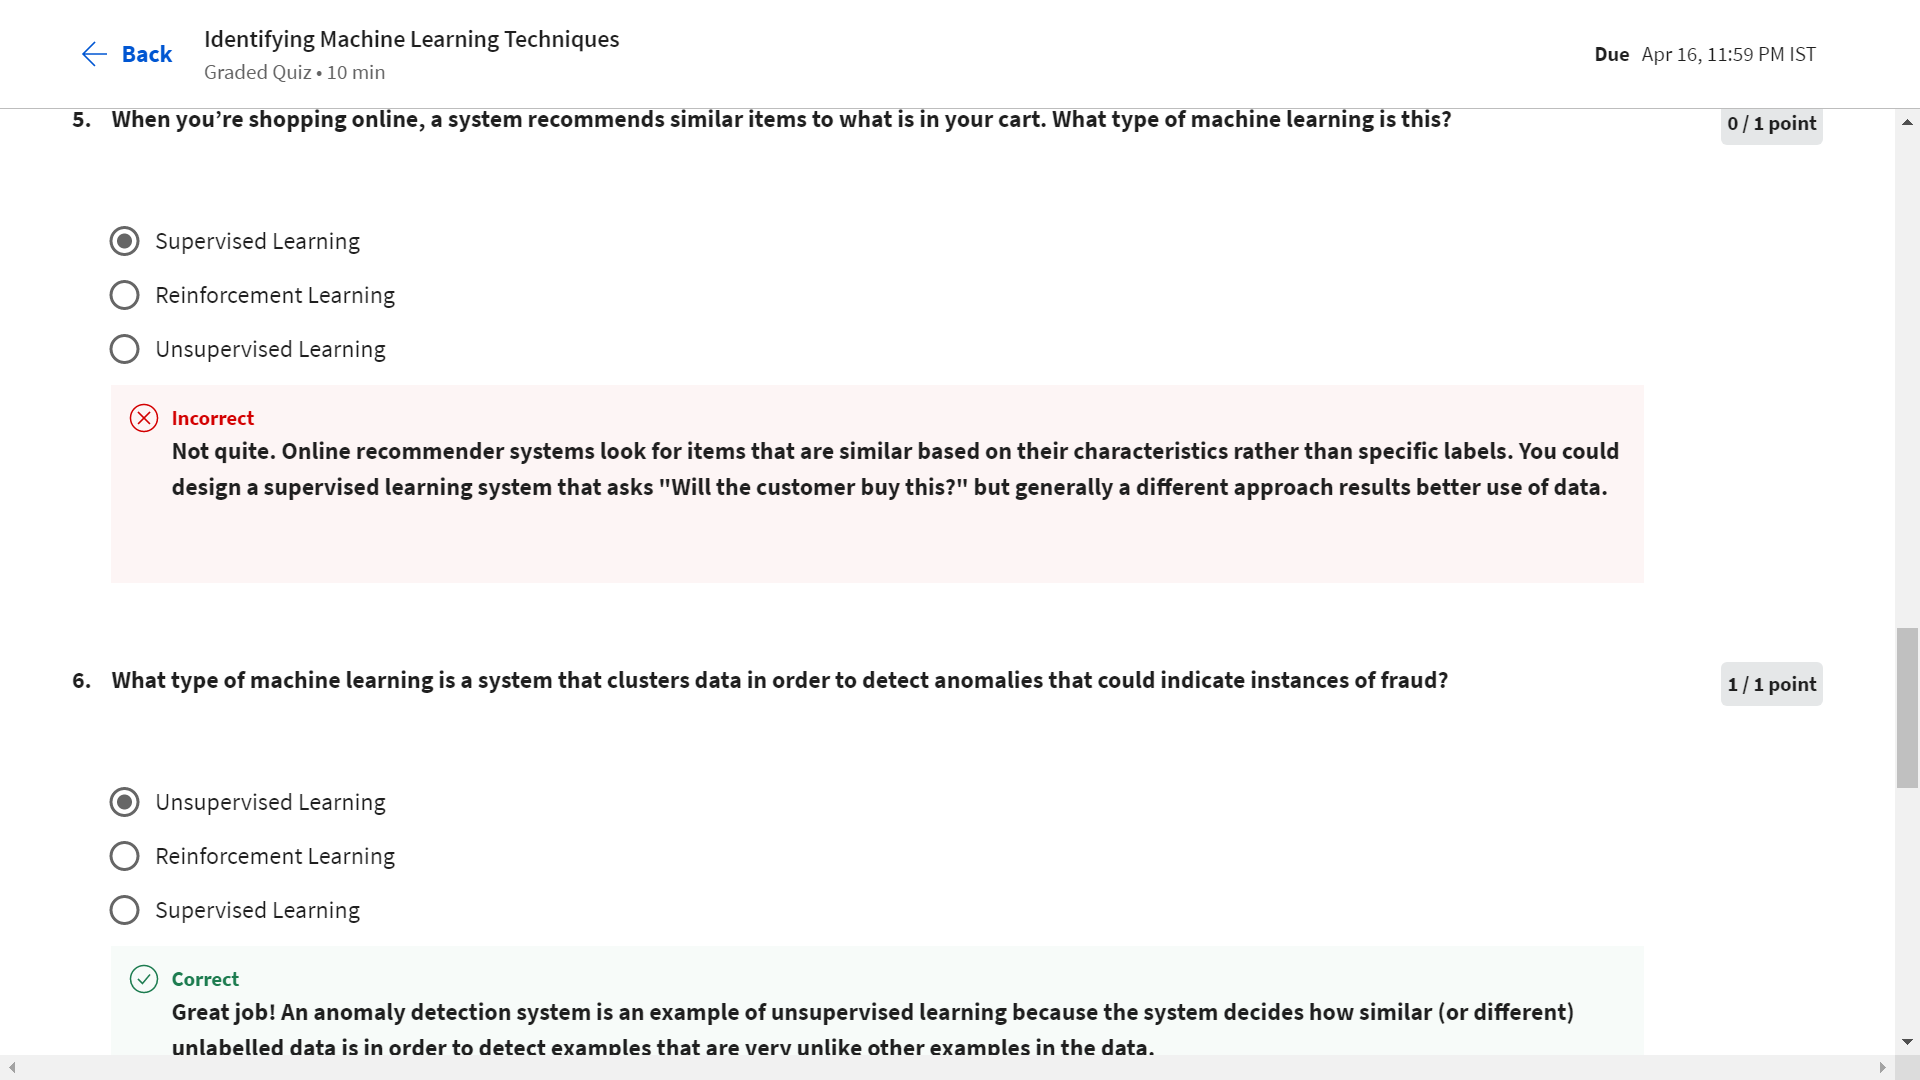 Back
Identifying Machine Learning Techniques
Graded Quiz • 10 min
Due Apr 16, 11:59 PM IST
5. When you’re shopping online, a system recommends similar items to what is in your cart. What type of machine learning is this?
0 / 1 point
Supervised Learning
Reinforcement Learning
Unsupervised Learning
Incorrect
Not quite. Online recommender systems look for items that are similar based on their characteristics rather than specific labels. You could
design a supervised learning system that asks "Will the customer buy this?" but generally a different approach results better use of data.
6. What type of machine learning is a system that clusters data in order to detect anomalies that could indicate instances of fraud?
1 / 1 point
Unsupervised Learning
Reinforcement Learning
Supervised Learning
Correct
Great job! An anomaly detection system is an example of unsupervised learning because the system decides how similar (or different)
unlabelled data is in order to detect examples that are very unlike other examples in the data.